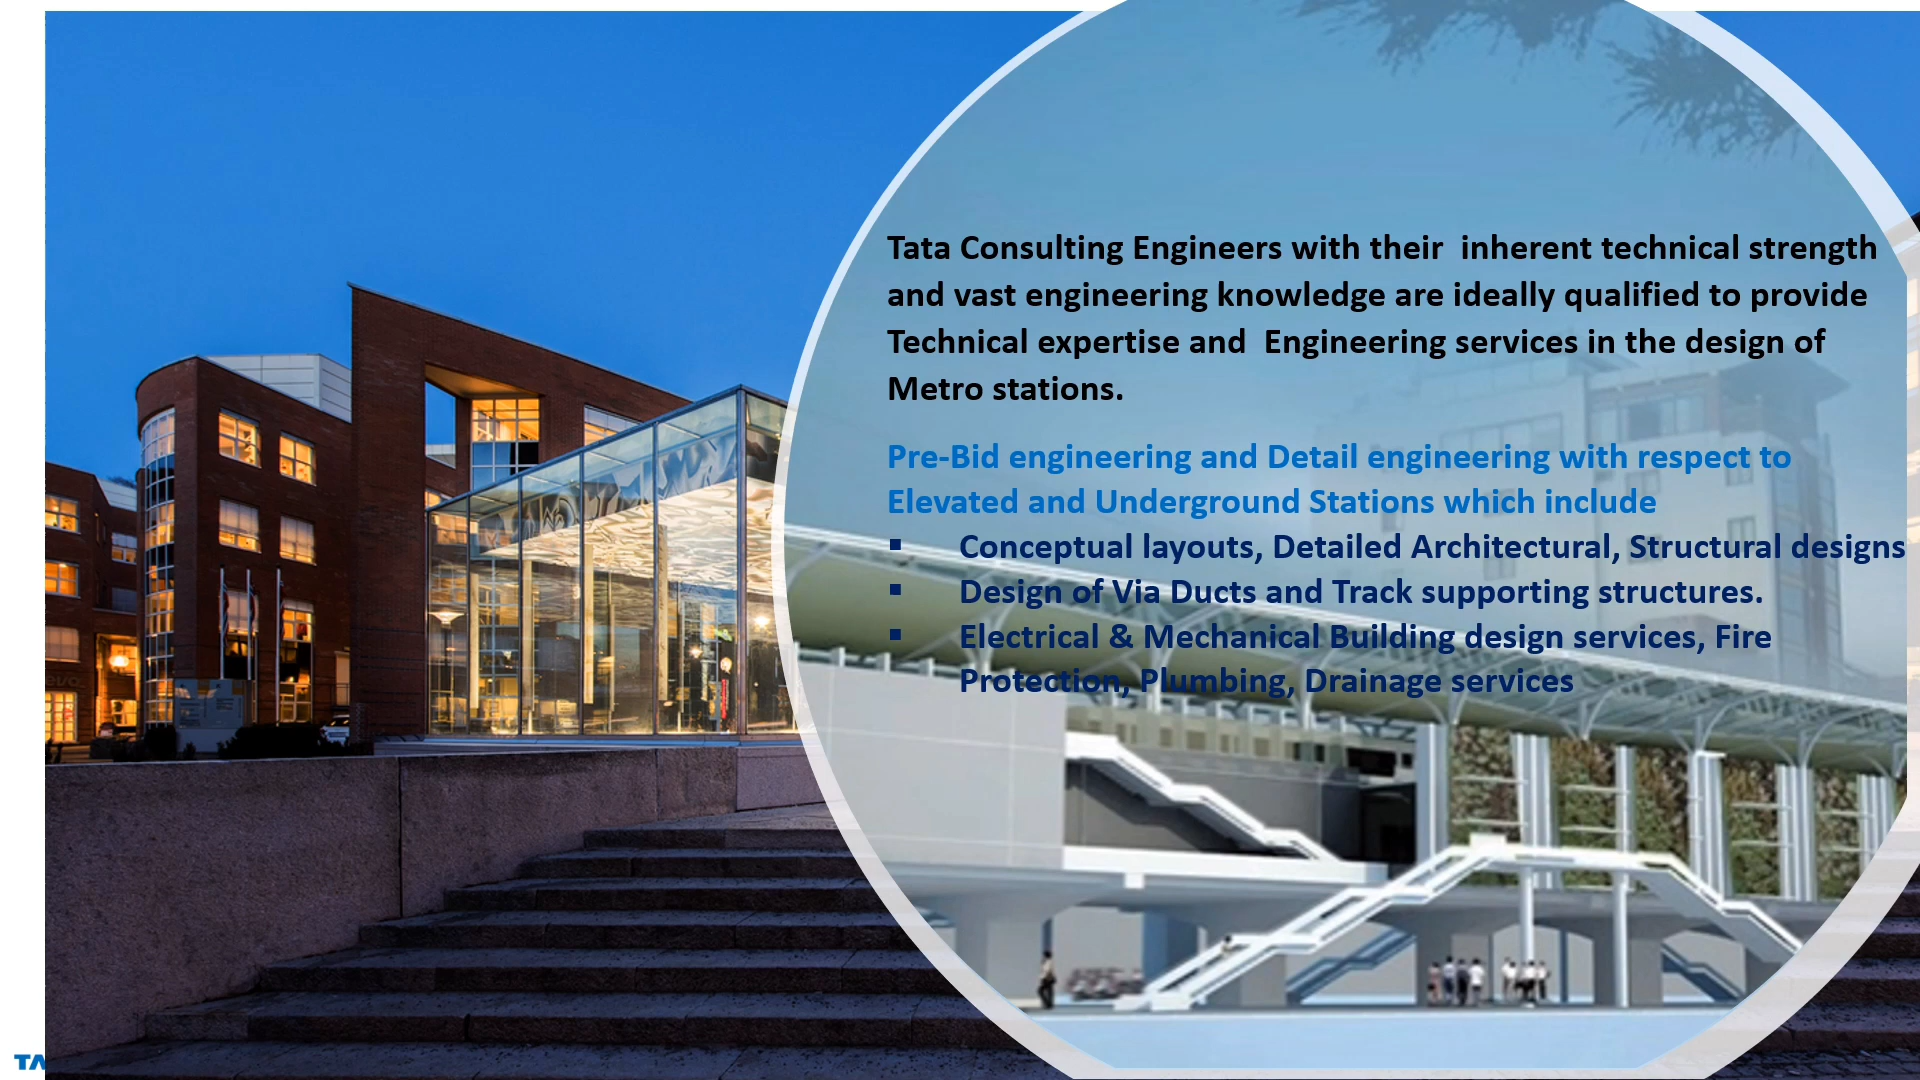 Tata Consulting Engineers with their  inherent technical strength
and vast engineering knowledge are ideally qualified to provide
Technical expertise and  Engineering services in the design of
Metro stations.
Pre-Bid engineering and Detail engineering with respect to
Elevated and Underground Stations which include
▪ Conceptual layouts, Detailed Architectural, Structural designs
▪ Design of Via Ducts and Track supporting structures.
▪ Electrical & Mechanical Building design services, Fire
Protection, Plumbing, Drainage services